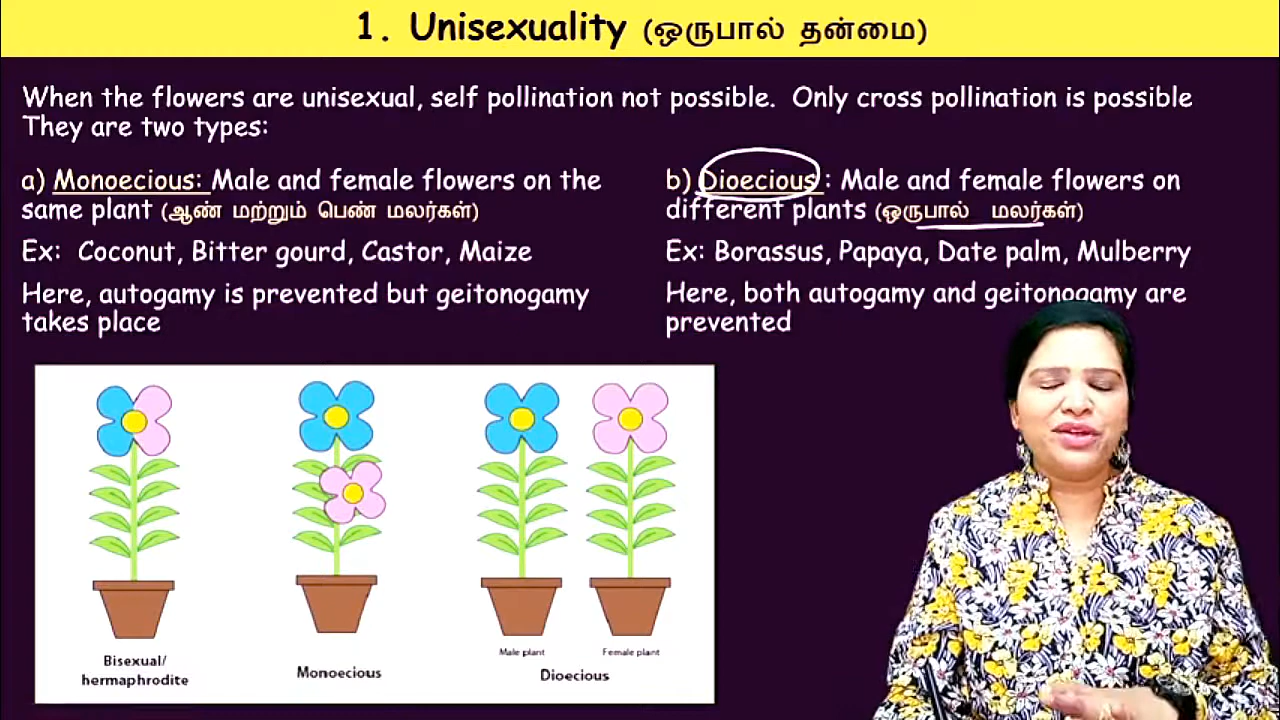 1. Unisexuality (ஒருபால் தன்மை)
When the flowers are unisexual, self pollination not possible. Only cross pollination is possible
They are two types:
a) Monoecious: Male and female flowers on the
same plant (ஆண் மற்றும் பெண் மலர்கள்)
Ex: Coconut, Bitter gourd, Castor, Maize
Here, autogamy is prevented but geitonogamy
takes place
b) Dioecious : Male and female flowers on
different plants (ஒருபால் மலர்கள்)
Ex: Borassus, Papaya, Date palm, Mulberry
Here, both autogamy and geitonogamy are
prevented
Bisexual/
hermaphrodite
Monoecious
Male plant
Female plant
Dioecious